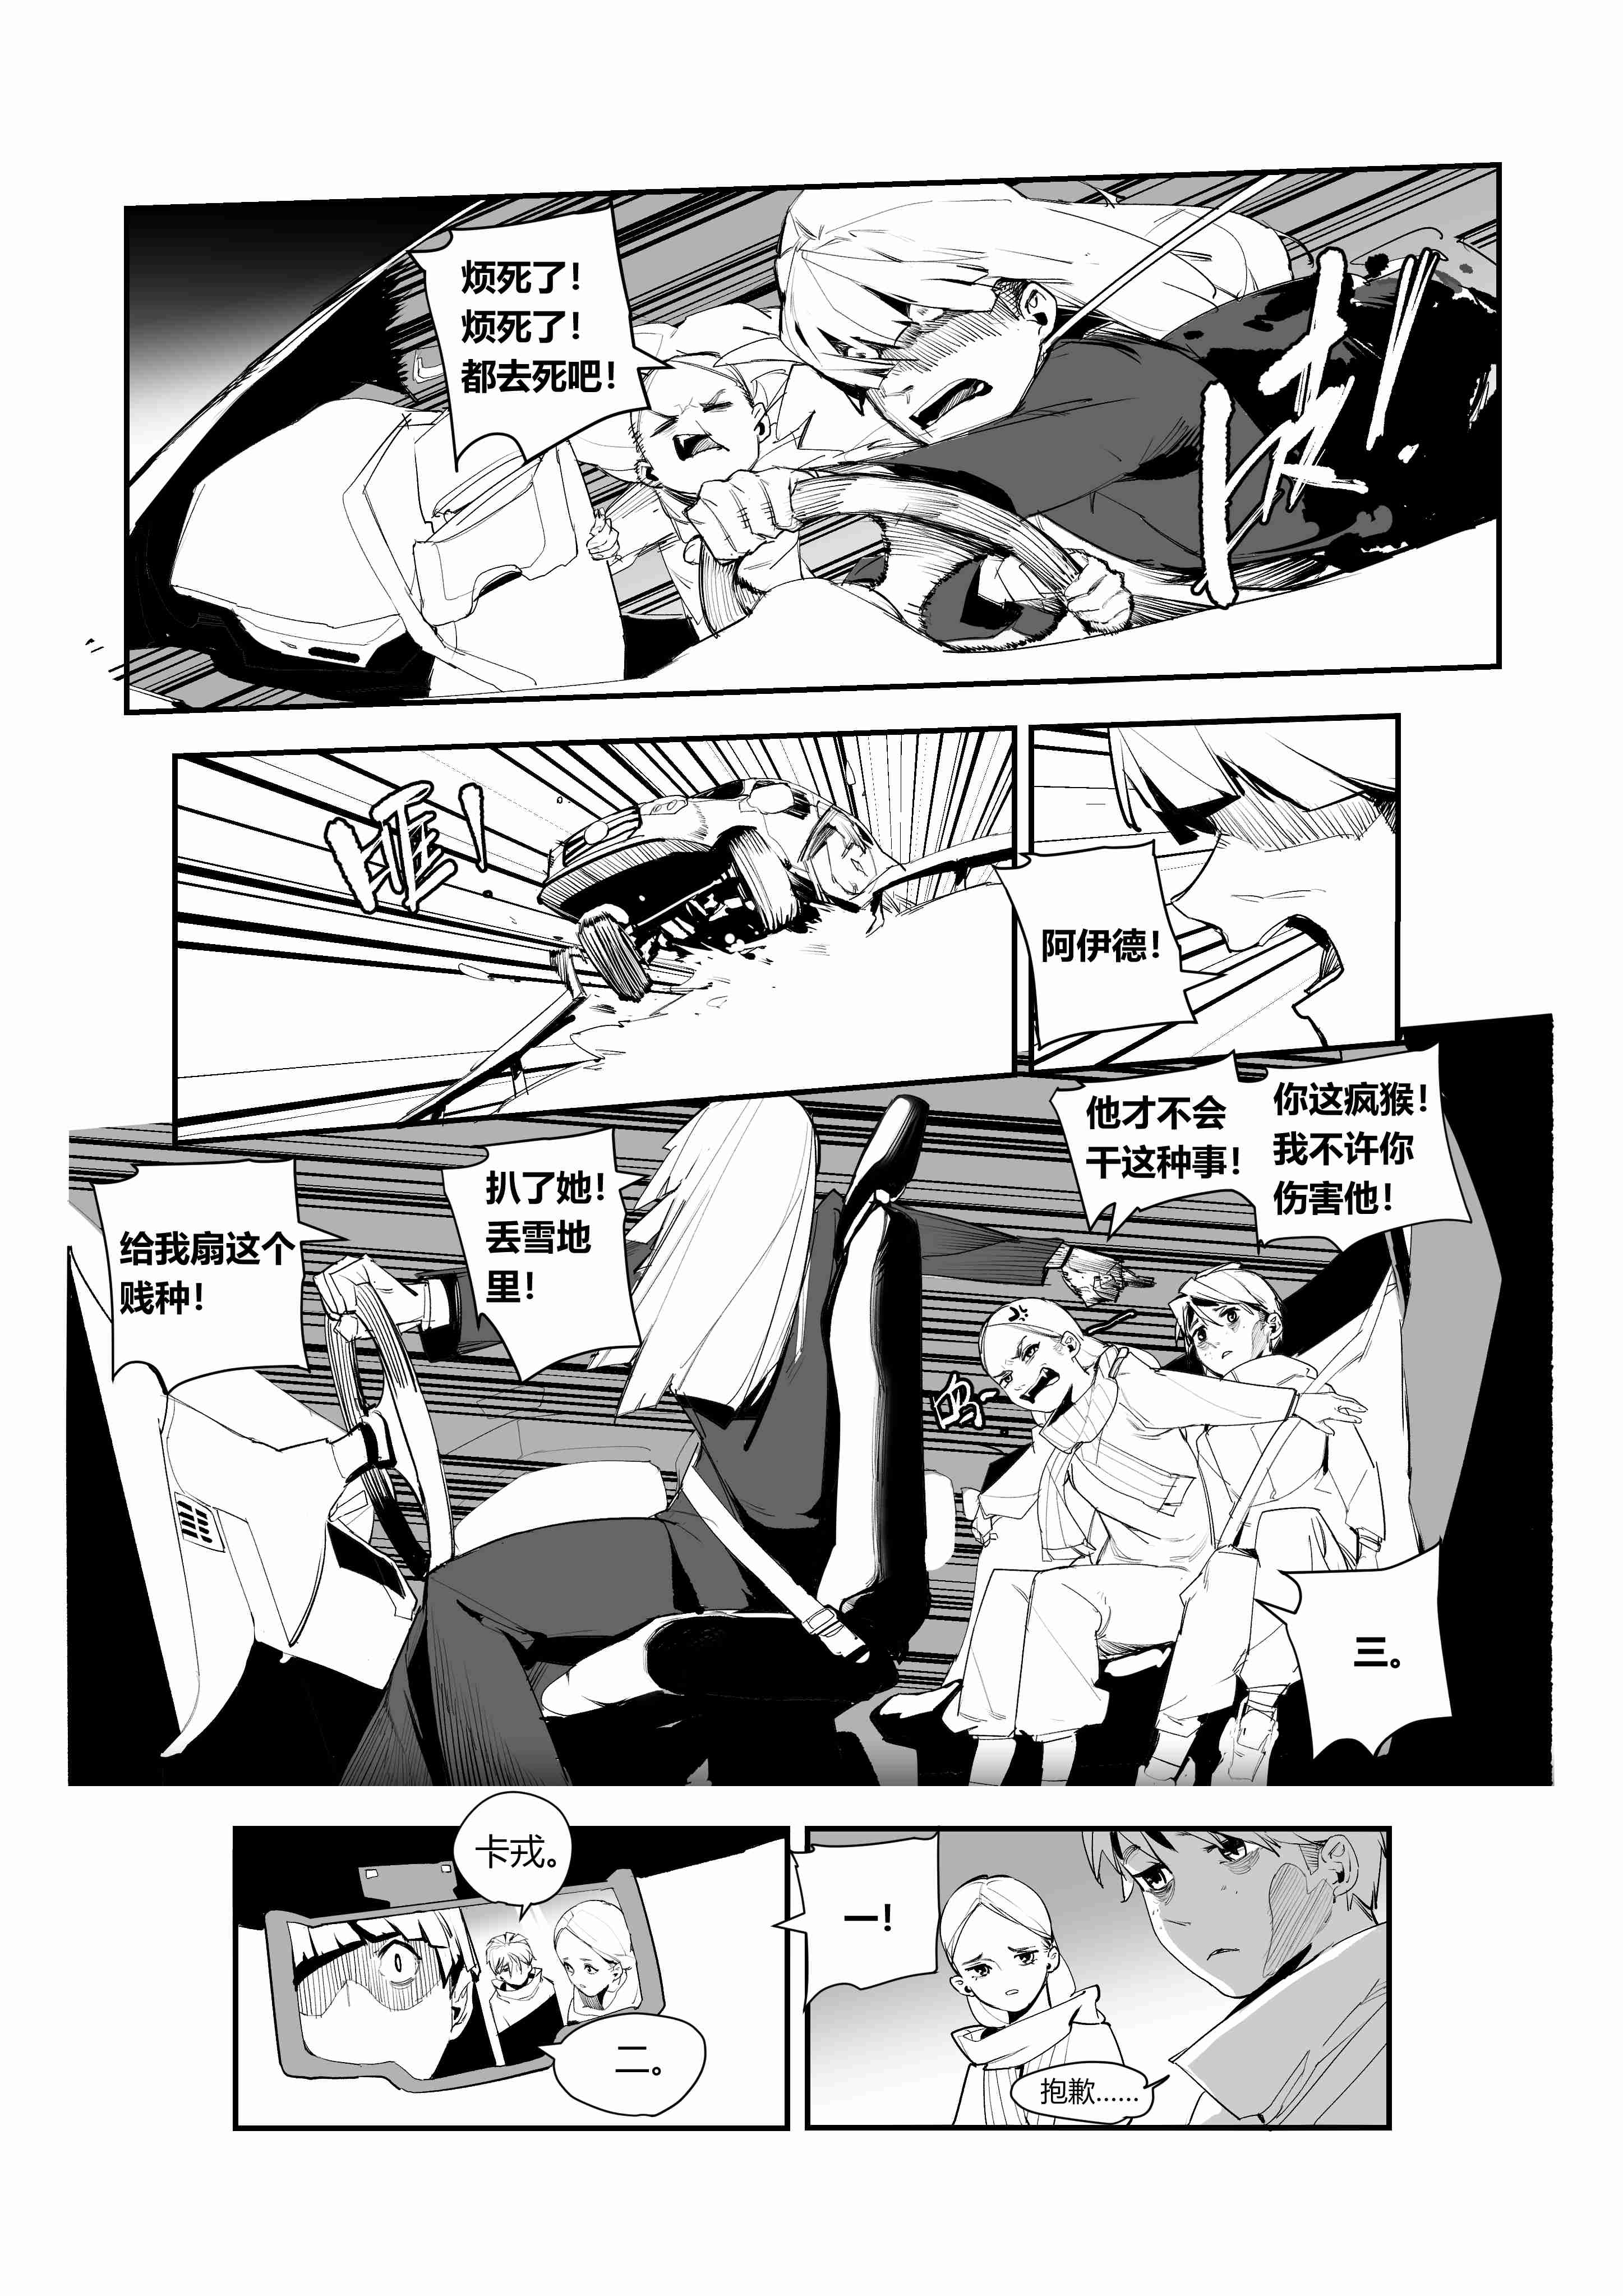 烦死了！
烦死了！
都去死吧！
哐！
阿伊德！
给我扇这个
贱种！
扒了她！
丢雪地
里！
他才不会
干这种事！
你这疯猴！
我不许你
伤害他！
咚
三。
卡戎。
二。
一！
抱歉……